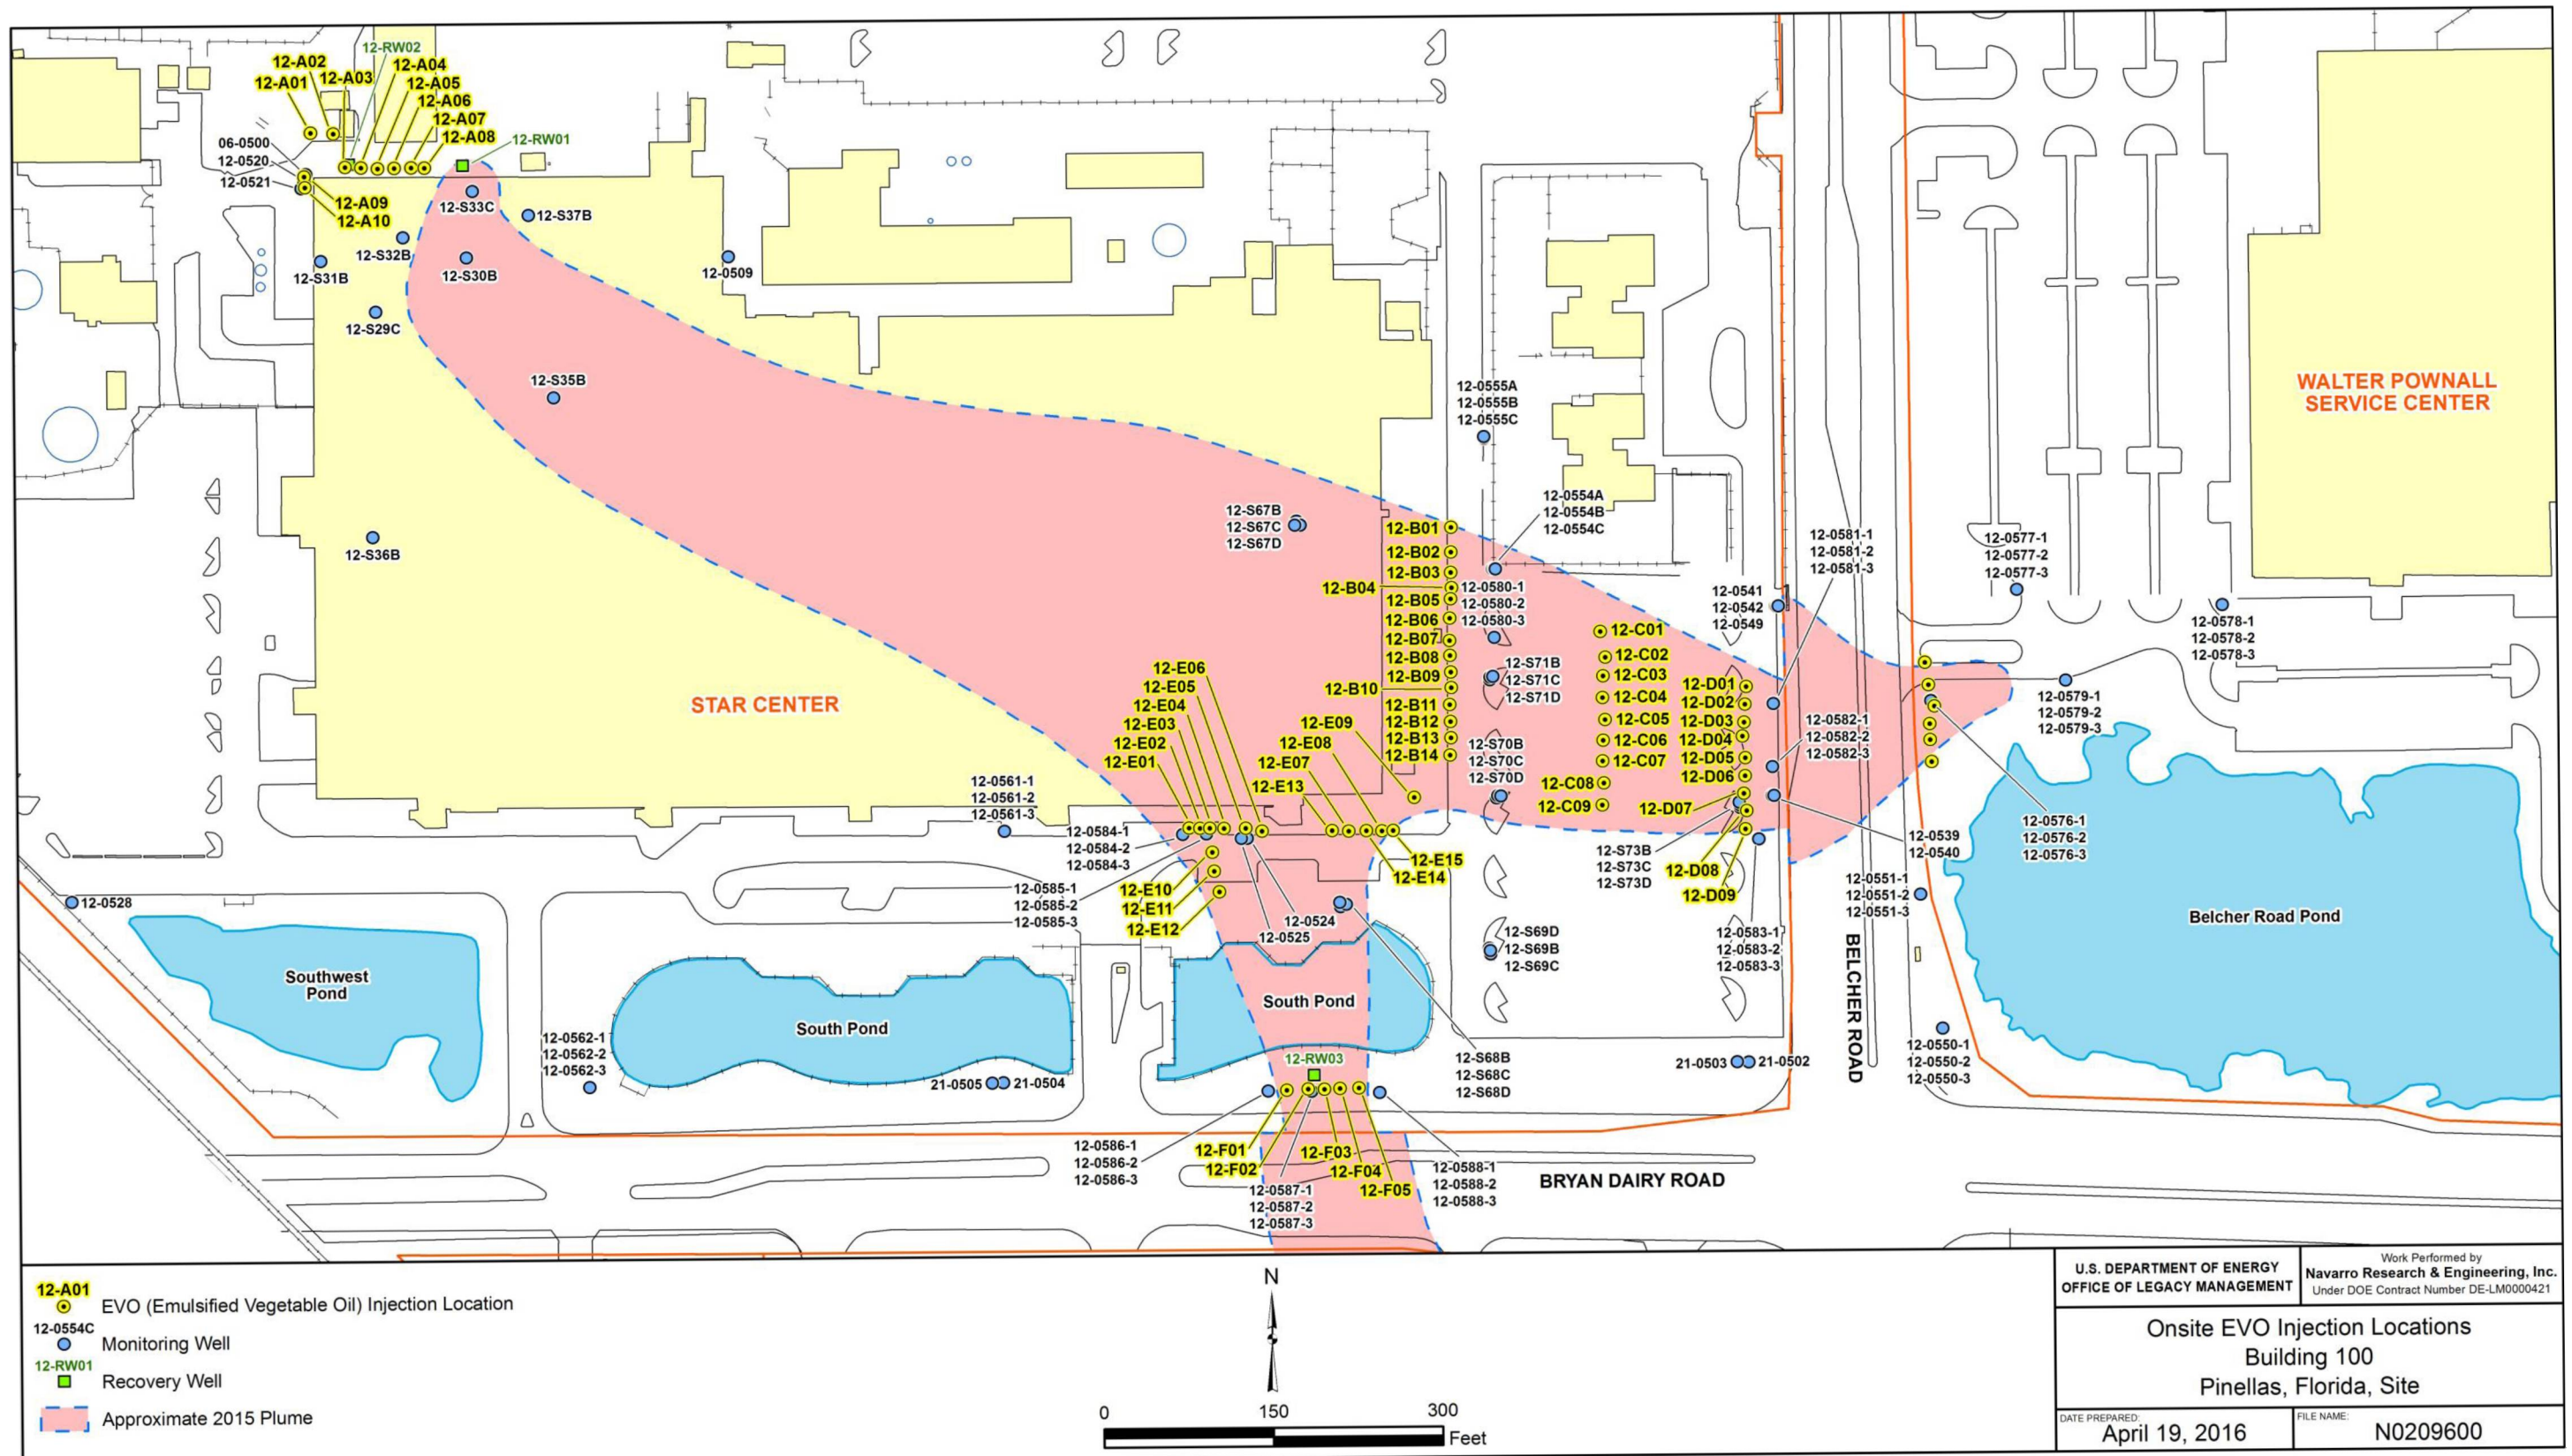 12-RW02
12-A02
12-A04
12-A01
12-A03
12-A05
12-A06
12-A07
12-A08
12-RW01
06-0500
12-0520
12-0521
12-A09
12-A10
12-S33C
12-S37B
12-S32B
12-S31B
12-S30B
12-0509
12-S29C
12-S35B
12-S36B
WALTER POWNALL
SERVICE CENTER
12-0555A
12-0555B
12-0555C
12-0554A
12-0554B
12-0554C
12-S67B
12-S67C
12-S67D
12-B01
12-B02
12-B03
12-B04
12-B05
12-B06
12-B07
12-B08
12-B09
12-B10
12-B11
12-B12
12-B13
12-B14
12-0580-1
12-0580-2
12-0580-3
12-S71B
12-S71C
12-S71D
12-S70B
12-S70C
12-S70D
12-C01
12-C02
12-C03
12-C04
12-C05
12-C06
12-C07
12-C08
12-C09
12-0541
12-0542
12-0549
12-0581-1
12-0581-2
12-0581-3
12-0577-1
12-0577-2
12-0577-3
12-0578-1
12-0578-2
12-0578-3
12-D01
12-D02
12-D03
12-D04
12-D05
12-D06
12-D07
12-0582-1
12-0582-2
12-0582-3
12-0579-1
12-0579-2
12-0579-3
STAR CENTER
12-E06
12-E05
12-E04
12-E03
12-E02
12-E01
12-E09
12-E08
12-E07
12-E13
12-0561-1
12-0561-2
12-0561-3
12-0584-1
12-0584-2
12-0584-3
12-E15
12-E14
12-S73B
12-S73C
12-S73D
12-D08
12-D09
12-0539
12-0540
12-0576-1
12-0576-2
12-0576-3
12-0585-1
12-0585-2
12-0585-3
12-E10
12-E11
12-E12
12-0524
12-0525
12-0528
12-0551-1
12-0551-2
12-0551-3
Belcher Road Pond
12-S69D
12-S69B
12-S69C
12-0583-1
12-0583-2
12-0583-3
BELCHER ROAD
Southwest
Pond
South Pond
South Pond
12-0562-1
12-0562-2
12-0562-3
21-0505
21-0504
12-RW03
12-S68B
12-S68C
12-S68D
21-0503
21-0502
12-0550-1
12-0550-2
12-0550-3
12-0586-1
12-0586-2
12-0586-3
12-F01
12-F02
12-F03
12-F04
12-F05
12-0587-1
12-0587-2
12-0587-3
12-0588-1
12-0588-2
12-0588-3
BRYAN DAIRY ROAD
12-A01
EVO (Emulsified Vegetable Oil) Injection Location
12-0554C
Monitoring Well
12-RW01
Recovery Well
Approximate 2015 Plume
N
0 150 300
Feet
U.S. DEPARTMENT OF ENERGY
OFFICE OF LEGACY MANAGEMENT
Work Performed by
Navarro Research & Engineering, Inc.
Under DOE Contract Number DE-LM0000421
Onsite EVO Injection Locations
Building 100
Pinellas, Florida, Site
DATE PREPARED:
April 19, 2016
FILE NAME:
N0209600